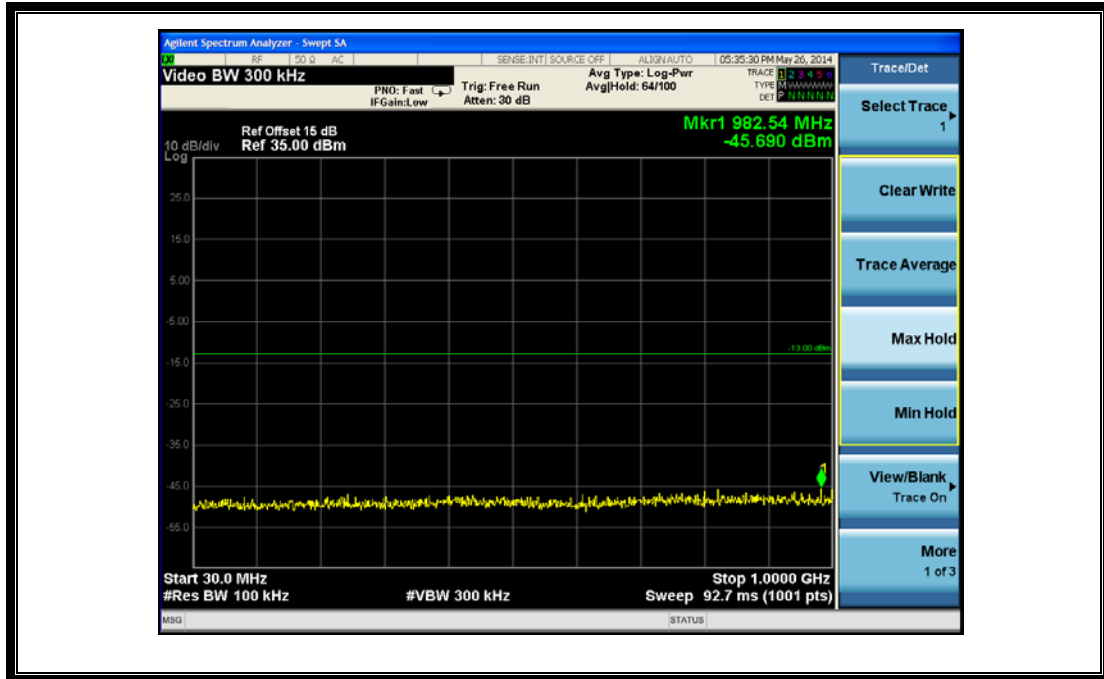 Agilent Spectrum Analyzer - Swept SA
LXI RF 50 Ω AC SENSE:INT SOURCE OFF ALIGNAUTO 05:35:30 PM May 26, 2014
Video BW 300 kHz
PNO: Fast
IFGain:Low
Trig: Free Run
Atten: 30 dB
Avg Type: Log-Pwr
Avg|Hold: 64/100
TRACE 1 2 3 4 5 6
TYPE M
DET P N N N N N
Mkr1 982.54 MHz
-45.690 dBm
Ref Offset 15 dB
10 dB/div Ref 35.00 dBm
Log
25.0
15.0
5.00
-5.00
-13.00 dBm
-15.0
-25.0
-35.0
1
-45.0
-55.0
Start 30.0 MHz
Stop 1.0000 GHz
#Res BW 100 kHz
#VBW 300 kHz
Sweep 92.7 ms (1001 pts)
MSG
STATUS
Trace/Det
Select Trace
1
Clear Write
Trace Average
Max Hold
Min Hold
View/Blank
Trace On
More
1 of 3